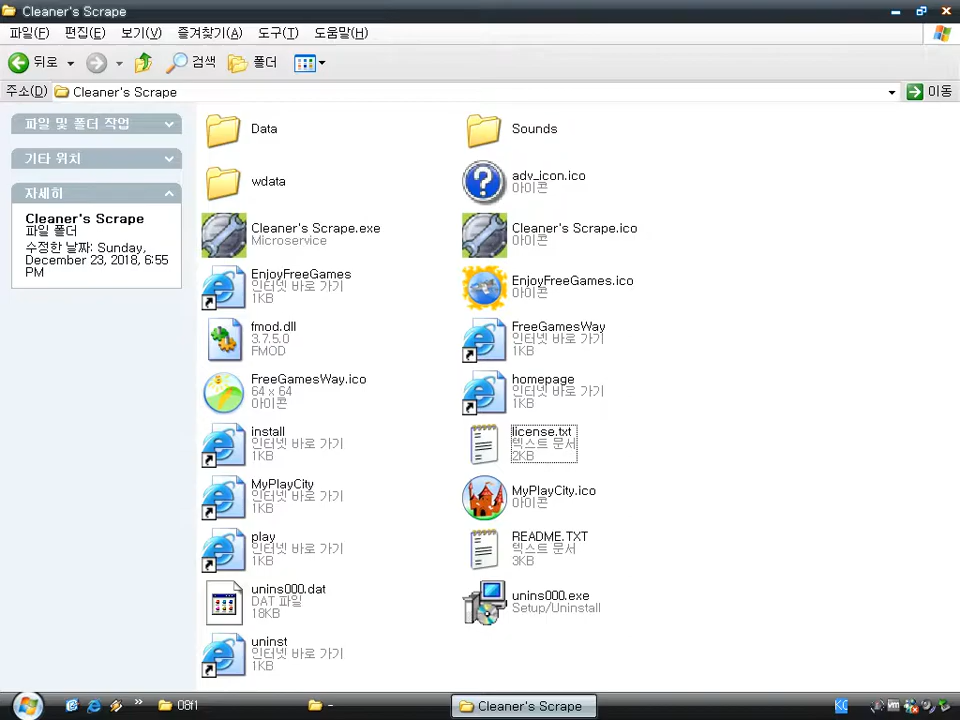 Cleaner's Scrape
파일(F) 편집(E) 보기(V) 즐겨찾기(A) 도구(T) 도움말(H)
뒤로 검색 폴더
주소(D) Cleaner's Scrape 이동
파일 및 폴더 작업
기타 위치
자세히
Cleaner's Scrape
파일 폴더
수정한 날짜: Sunday,
December 23, 2018, 6:55
PM
Data
Sounds
wdata
adv_icon.ico
아이콘
Cleaner's Scrape.exe
Microservice
Cleaner's Scrape.ico
아이콘
EnjoyFreeGames
인터넷 바로 가기
1KB
EnjoyFreeGames.ico
아이콘
fmod.dll
3.7.5.0
FMOD
FreeGamesWay
인터넷 바로 가기
1KB
FreeGamesWay.ico
64 x 64
아이콘
homepage
인터넷 바로 가기
1KB
install
인터넷 바로 가기
1KB
license.txt
텍스트 문서
2KB
MyPlayCity
인터넷 바로 가기
1KB
MyPlayCity.ico
아이콘
play
인터넷 바로 가기
1KB
README.TXT
텍스트 문서
3KB
unins000.dat
DAT 파일
18KB
unins000.exe
Setup/Uninstall
uninst
인터넷 바로 가기
1KB
» 08f1 - Cleaner's Scrape KO